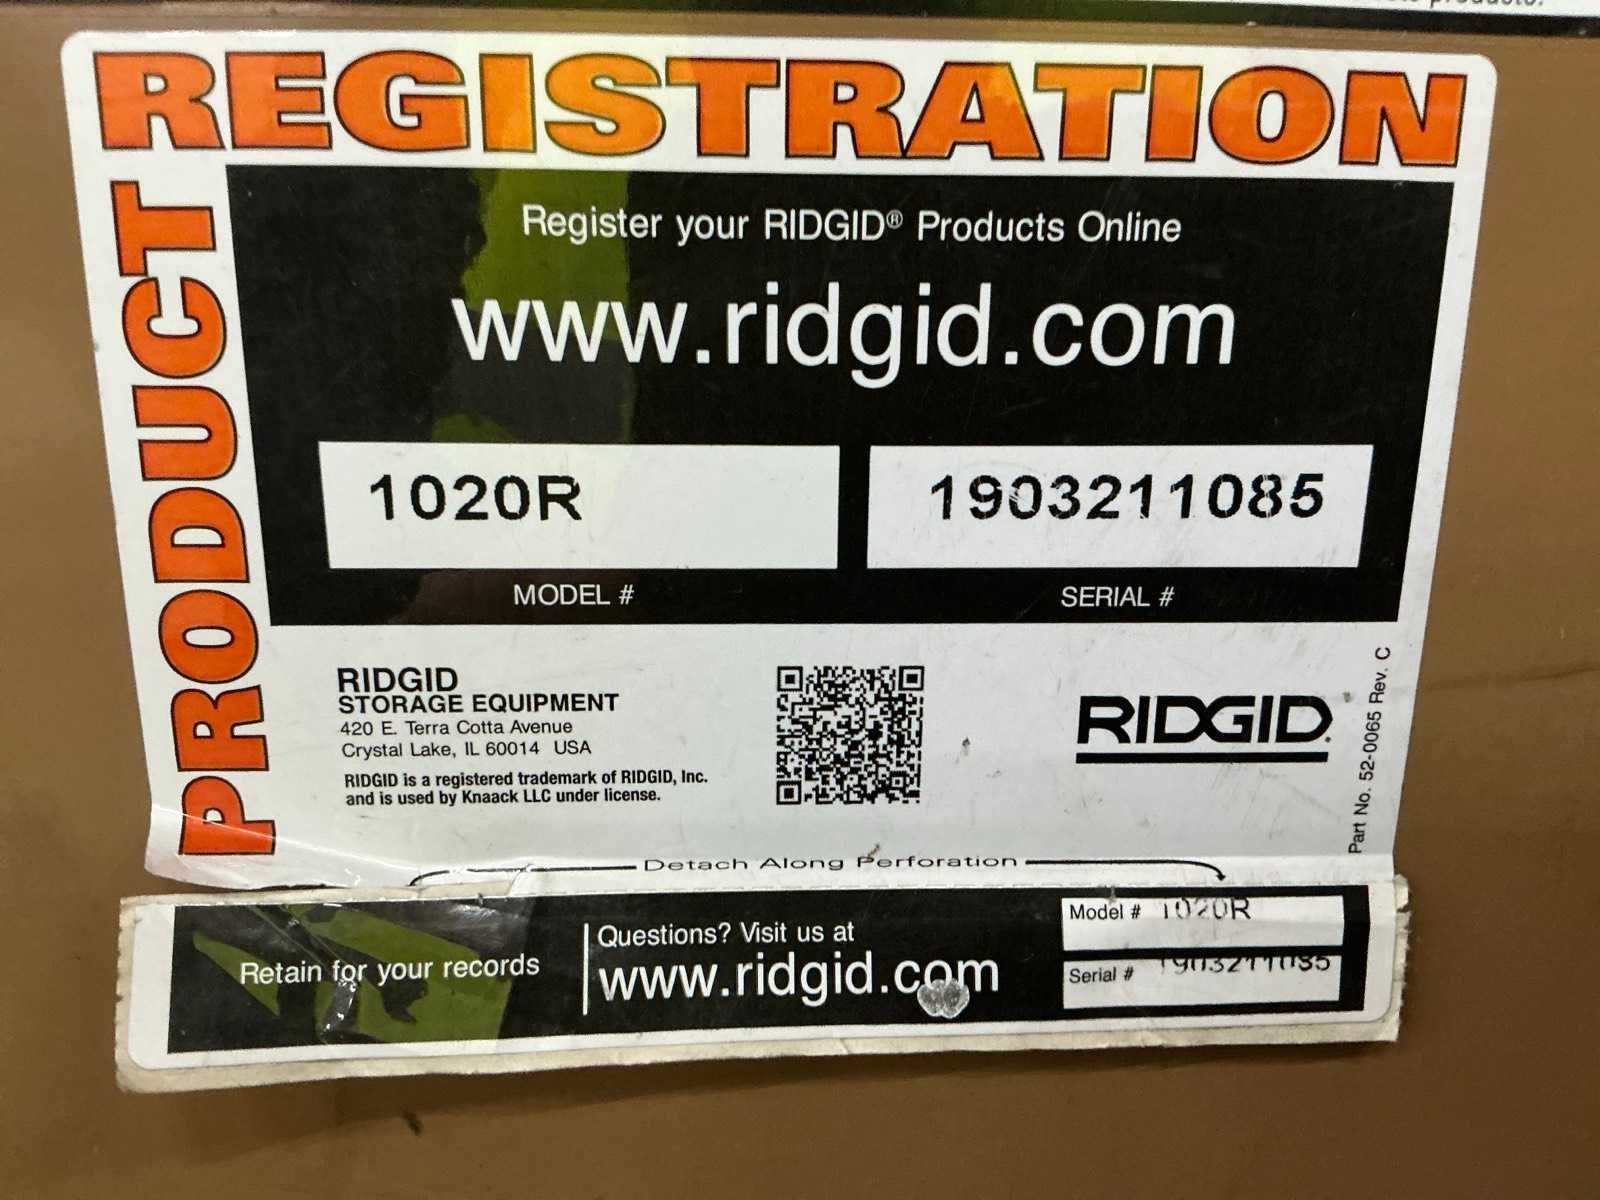 producto.
REGISTRATION
PRODUCT
Register your RIDGID® Products Online
www.ridgid.com
1020R
1903211085
MODEL #
SERIAL #
RIDGID
STORAGE EQUIPMENT
420 E. Terra Cotta Avenue
Crystal Lake, IL 60014 USA
RIDGID is a registered trademark of RIDGID, Inc.
and is used by Knaack LLC under license.
RIDGID
Part No. 52-0065 Rev. C
Detach Along Perforation
Retain for your records
Questions? Visit us at
www.ridgid.com
Model # 1020R
Serial # 1903211085